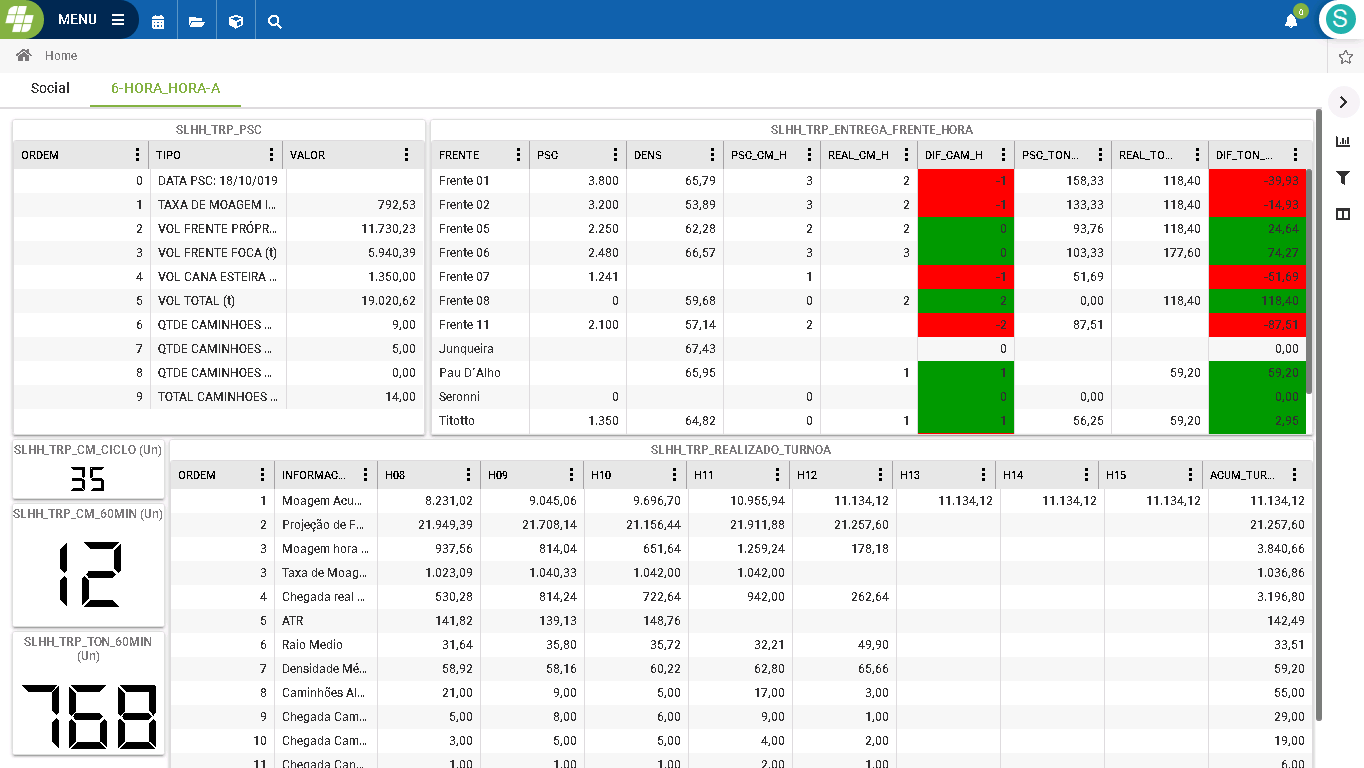 MENU
0
S
Home
Social 6-HORA_HORA-A
SLHH_TRP_PSC
ORDEM TIPO VALOR
0 DATA PSC: 18/10/019
1 TAXA DE MOAGEM I... 792,53
2 VOL FRENTE PRÓPR... 11.730,23
3 VOL FRENTE FOCA (t) 5.940,39
4 VOL CANA ESTEIRA ... 1.350,00
5 VOL TOTAL (t) 19.020,62
6 QTDE CAMINHOES ... 9,00
7 QTDE CAMINHOES ... 5,00
8 QTDE CAMINHOES ... 0,00
9 TOTAL CAMINHOES ... 14,00
SLHH_TRP_ENTREGA_FRENTE_HORA
FRENTE PSC DENS PSC_CM_H REAL_CM_H DIF_CAM_H PSC_TON... REAL_TO... DIF_TON_...
Frente 01 3.800 65,79 3 2 -1 158,33 118,40 -39,93
Frente 02 3.200 53,89 3 2 -1 133,33 118,40 -14,93
Frente 05 2.250 62,28 2 2 0 93,76 118,40 24,64
Frente 06 2.480 66,57 3 3 0 103,33 177,60 74,27
Frente 07 1.241 1 -1 51,69 -51,69
Frente 08 0 59,68 0 2 2 0,00 118,40 118,40
Frente 11 2.100 57,14 2 -2 87,51 -87,51
Junqueira 67,43 0 0,00
Pau D´Alho 65,95 1 1 59,20 59,20
Seronni 0 0 0 0,00 0,00
Titotto 1.350 64,82 0 1 1 56,25 59,20 2,95
SLHH_TRP_CM_CICLO (Un)
35
SLHH_TRP_CM_60MIN (Un)
12
SLHH_TRP_TON_60MIN
(Un)
768
SLHH_TRP_REALIZADO_TURNOA
ORDEM INFORMAC... H08 H09 H10 H11 H12 H13 H14 H15 ACUM_TUR...
1 Moagem Acu... 8.231,02 9.045,06 9.696,70 10.955,94 11.134,12 11.134,12 11.134,12 11.134,12 11.134,12
2 Projeção de F... 21.949,39 21.708,14 21.156,44 21.911,88 21.257,60 21.257,60
3 Moagem hora ... 937,56 814,04 651,64 1.259,24 178,18 3.840,66
3 Taxa de Moag... 1.023,09 1.040,33 1.042,00 1.042,00 1.036,86
4 Chegada real ... 530,28 814,24 722,64 942,00 262,64 3.196,80
5 ATR 141,82 139,13 148,76 142,49
6 Raio Medio 31,64 35,80 35,72 32,21 49,90 33,51
7 Densidade Mé... 58,92 58,16 60,22 62,80 65,66 59,20
8 Caminhões Al... 21,00 9,00 5,00 17,00 3,00 55,00
9 Chegada Cam... 5,00 8,00 6,00 9,00 1,00 29,00
10 Chegada Cam... 3,00 5,00 5,00 4,00 2,00 19,00
11 Chegada Can... 1,00 1,00 1,00 2,00 1,00 6,00